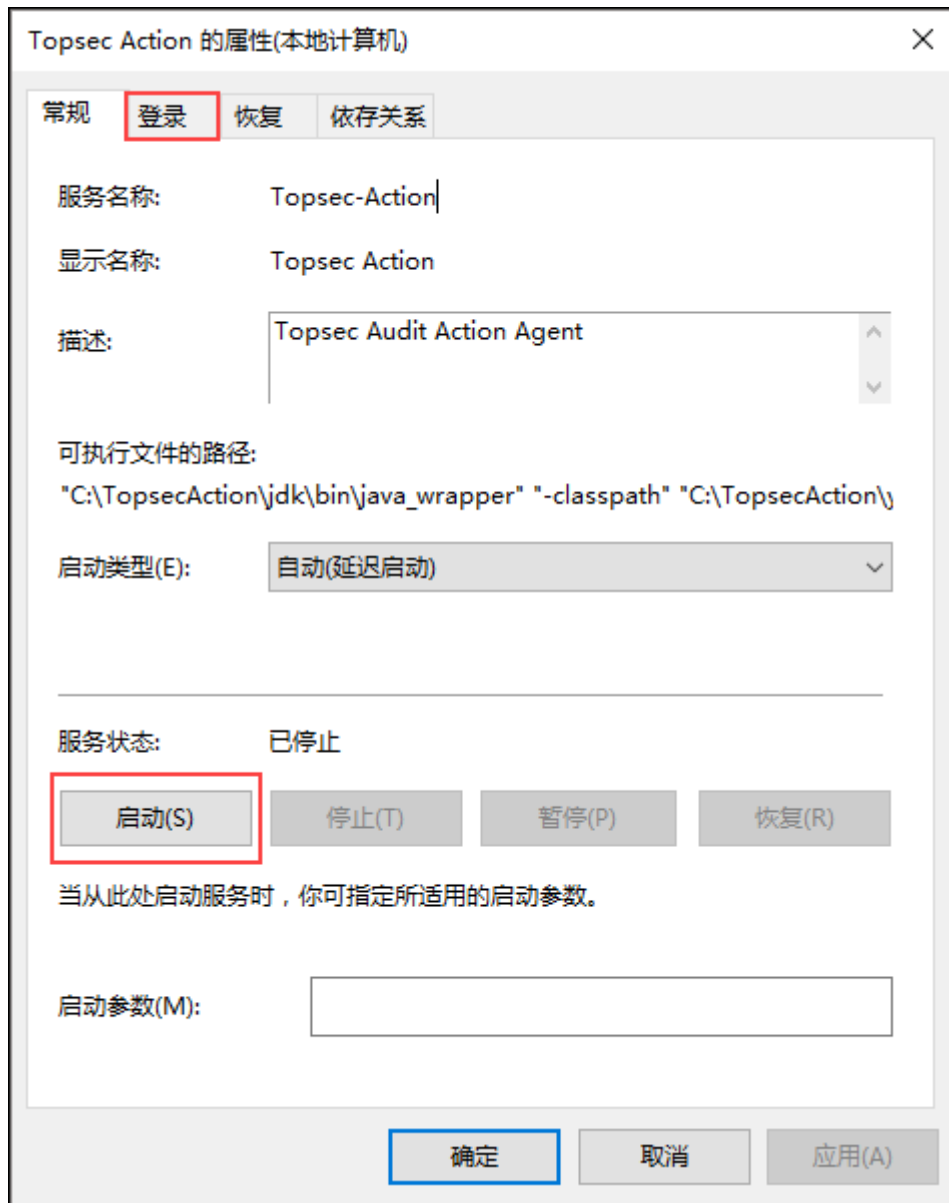 Topsec Action 的属性(本地计算机)
常规 登录 恢复 依存关系
服务名称: Topsec-Action
显示名称: Topsec Action
描述: Topsec Audit Action Agent
可执行文件的路径:
"C:\TopsecAction\jdk\bin\java_wrapper" "-classpath" "C:\TopsecAction\y
启动类型(E): 自动(延迟启动)
服务状态: 已停止
启动(S) 停止(T) 暂停(P) 恢复(R)
当从此处启动服务时，你可指定所适用的启动参数。
启动参数(M):
确定 取消 应用(A)